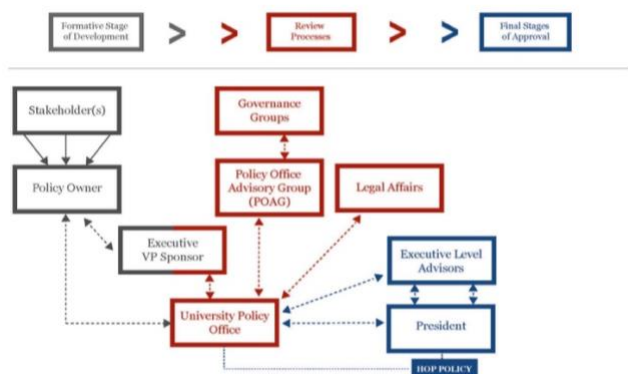 Formative Stage
of Development
Review
Processes
Final Stages
of Approval
Stakeholder(s)
Governance
Groups
Policy Owner
Policy Office
Advisory Group
(POAG)
Legal Affairs
Executive
VP Sponsor
Executive Level
Advisors
University Policy
Office
President
HOP POLICY